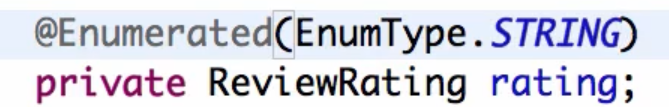 @Enumerated(EnumType.STRING)
private ReviewRating rating;